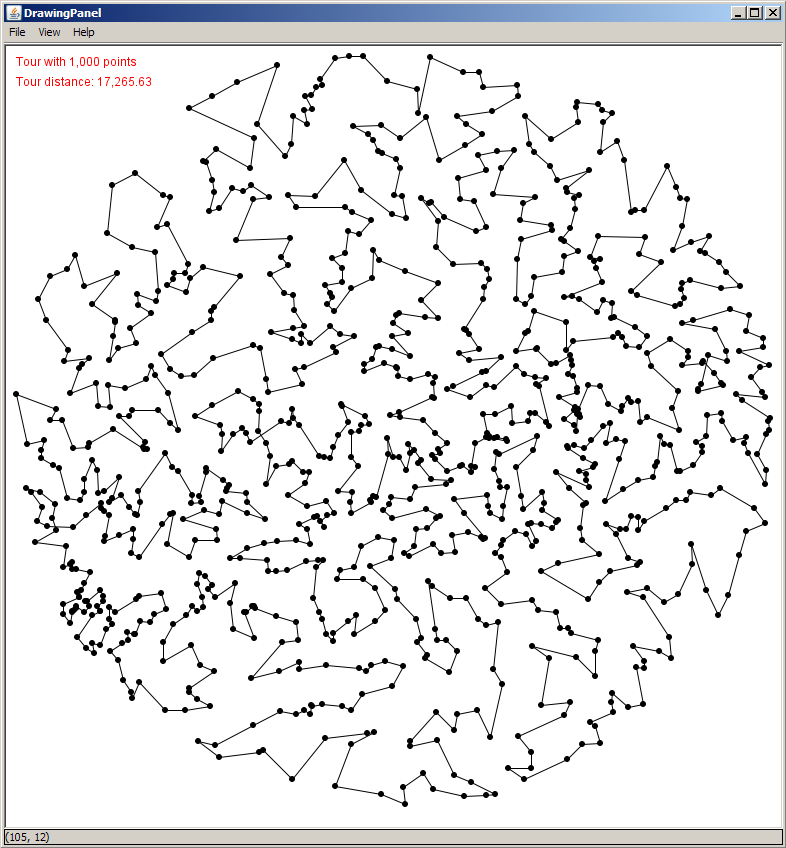 DrawingPanel
File View Help
Tour with 1,000 points
Tour distance: 17,265.63
(105, 12)